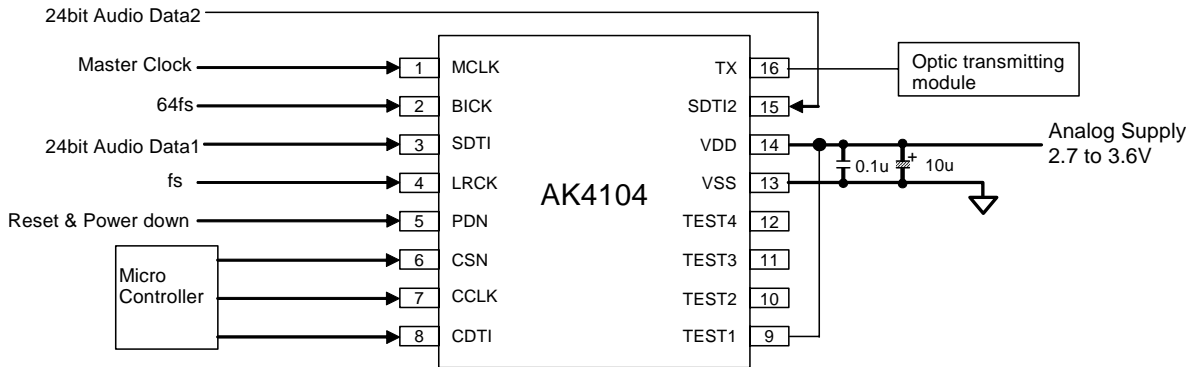 24bit Audio Data2
Master Clock
64fs
24bit Audio Data1
fs
Reset & Power down
Micro
Controller
1 MCLK
2 BICK
3 SDTI
4 LRCK
5 PDN
6 CSN
7 CCLK
8 CDTI
AK4104
TX 16
SDTI2 15
VDD 14
VSS 13
TEST4 12
TEST3 11
TEST2 10
TEST1 9
Optic transmitting
module
0.1u
+
10u
Analog Supply
2.7 to 3.6V